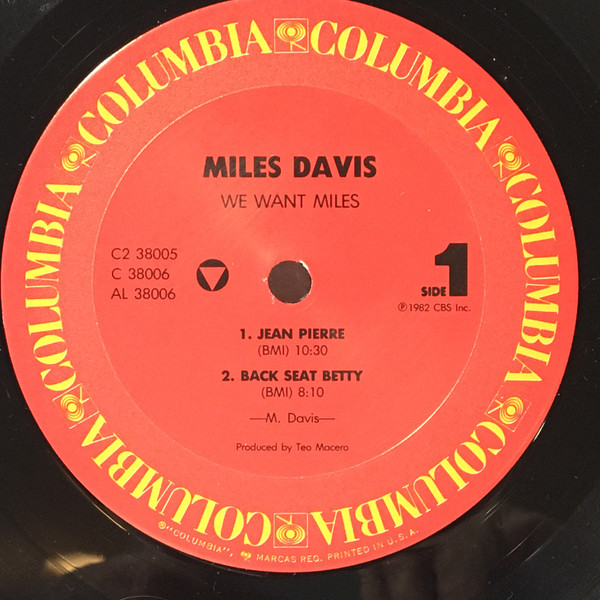 COLUMBIA COLUMBIA COLUMBIA COLUMBIA COLUMBIA COLUMBIA COLUMBIA
MILES DAVIS
WE WANT MILES
C2 38005
C 38006
AL 38006
SIDE 1
℗1982 CBS Inc.
1. JEAN PIERRE
(BMI) 10:30
2. BACK SEAT BETTY
(BMI) 8:10
—M. Davis—
Produced by Teo Macero
®"COLUMBIA", MARCAS REG. PRINTED IN U.S.A.